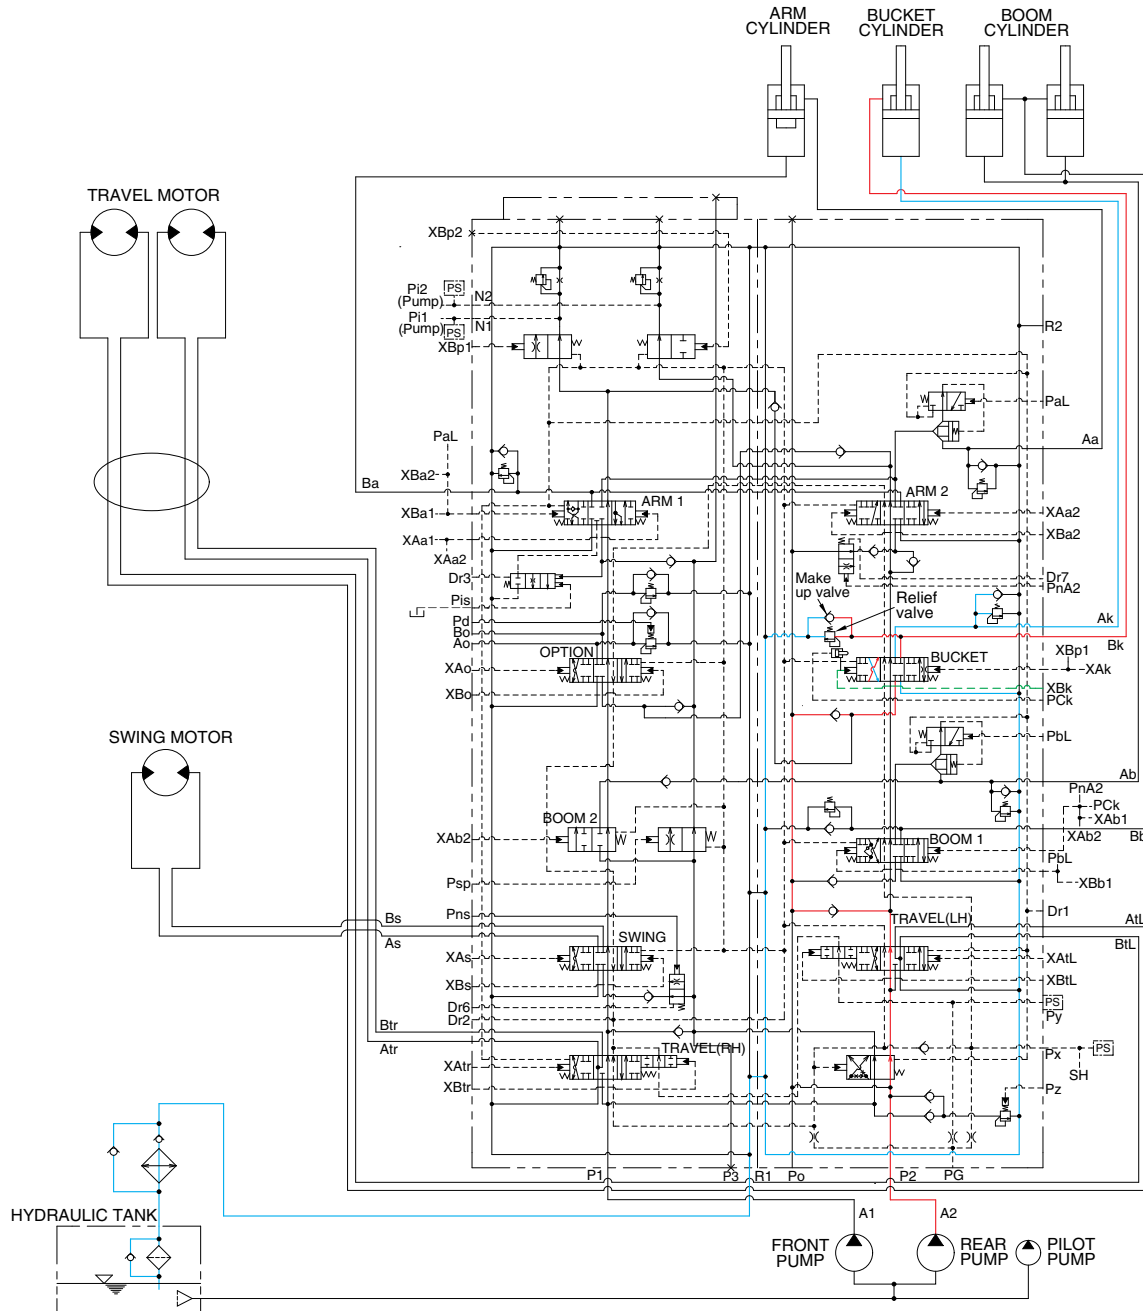 ARM
CYLINDER
BUCKET
CYLINDER
BOOM
CYLINDER
TRAVEL MOTOR
XBp2
Pi2
(Pump)
PS
N2
Pi1
(Pump)
PS
N1
XBp1
R2
PaL
Aa
PaL
XBa2
Ba
XBa1
XAa1
XAa2
ARM 1
ARM 2
XAa2
XBa2
Dr3
Pis
Pd
Bo
Ao
Dr7
PnA2
Make
up valve
Relief
valve
Ak
Bk
OPTION
BUCKET
XBp1
XAo
XAk
XBo
XBk
PCk
SWING MOTOR
PbL
Ab
PnA2
PCk
XAb1
XAb2
Bb
BOOM 2
XAb2
BOOM 1
PbL
XBb1
Psp
Pns
Dr1
Bs
As
TRAVEL(LH)
AtL
BtL
SWING
XAs
XAtL
XBs
XBtL
Dr6
Dr2
PS
Py
Btr
Atr
TRAVEL(RH)
Px
PS
SH
XAtr
XBtr
Pz
P1
P3
R1
Po
P2
PG
HYDRAULIC TANK
A1
A2
FRONT
PUMP
REAR
PUMP
PILOT
PUMP